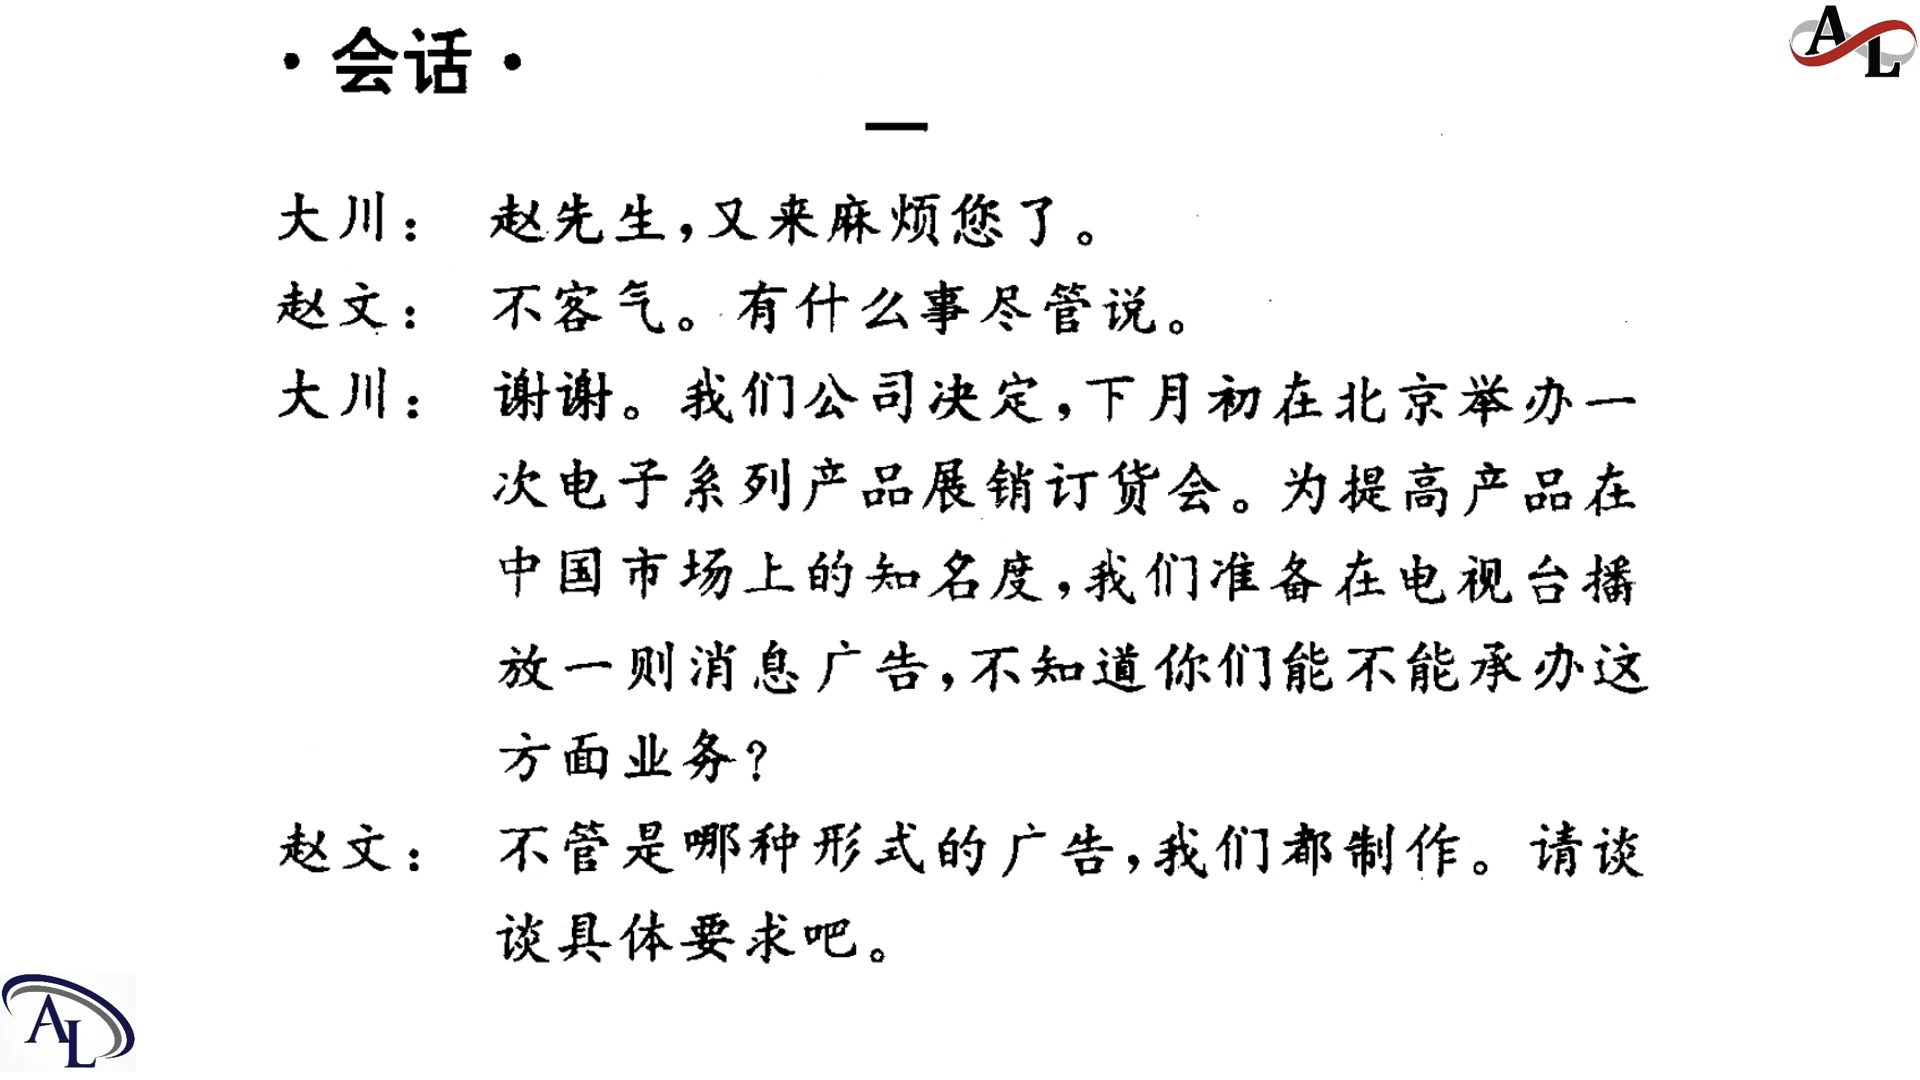 ·会话·
AL
一
大川： 赵先生，又来麻烦您了。
赵文： 不客气。有什么事尽管说。
大川： 谢谢。我们公司决定，下月初在北京举办一
次电子系列产品展销订货会。为提高产品在
中国市场上的知名度，我们准备在电视台播
放一则消息广告，不知道你们能不能承办这
方面业务？
赵文： 不管是哪种形式的广告，我们都制作。请谈
谈具体要求吧。
AL